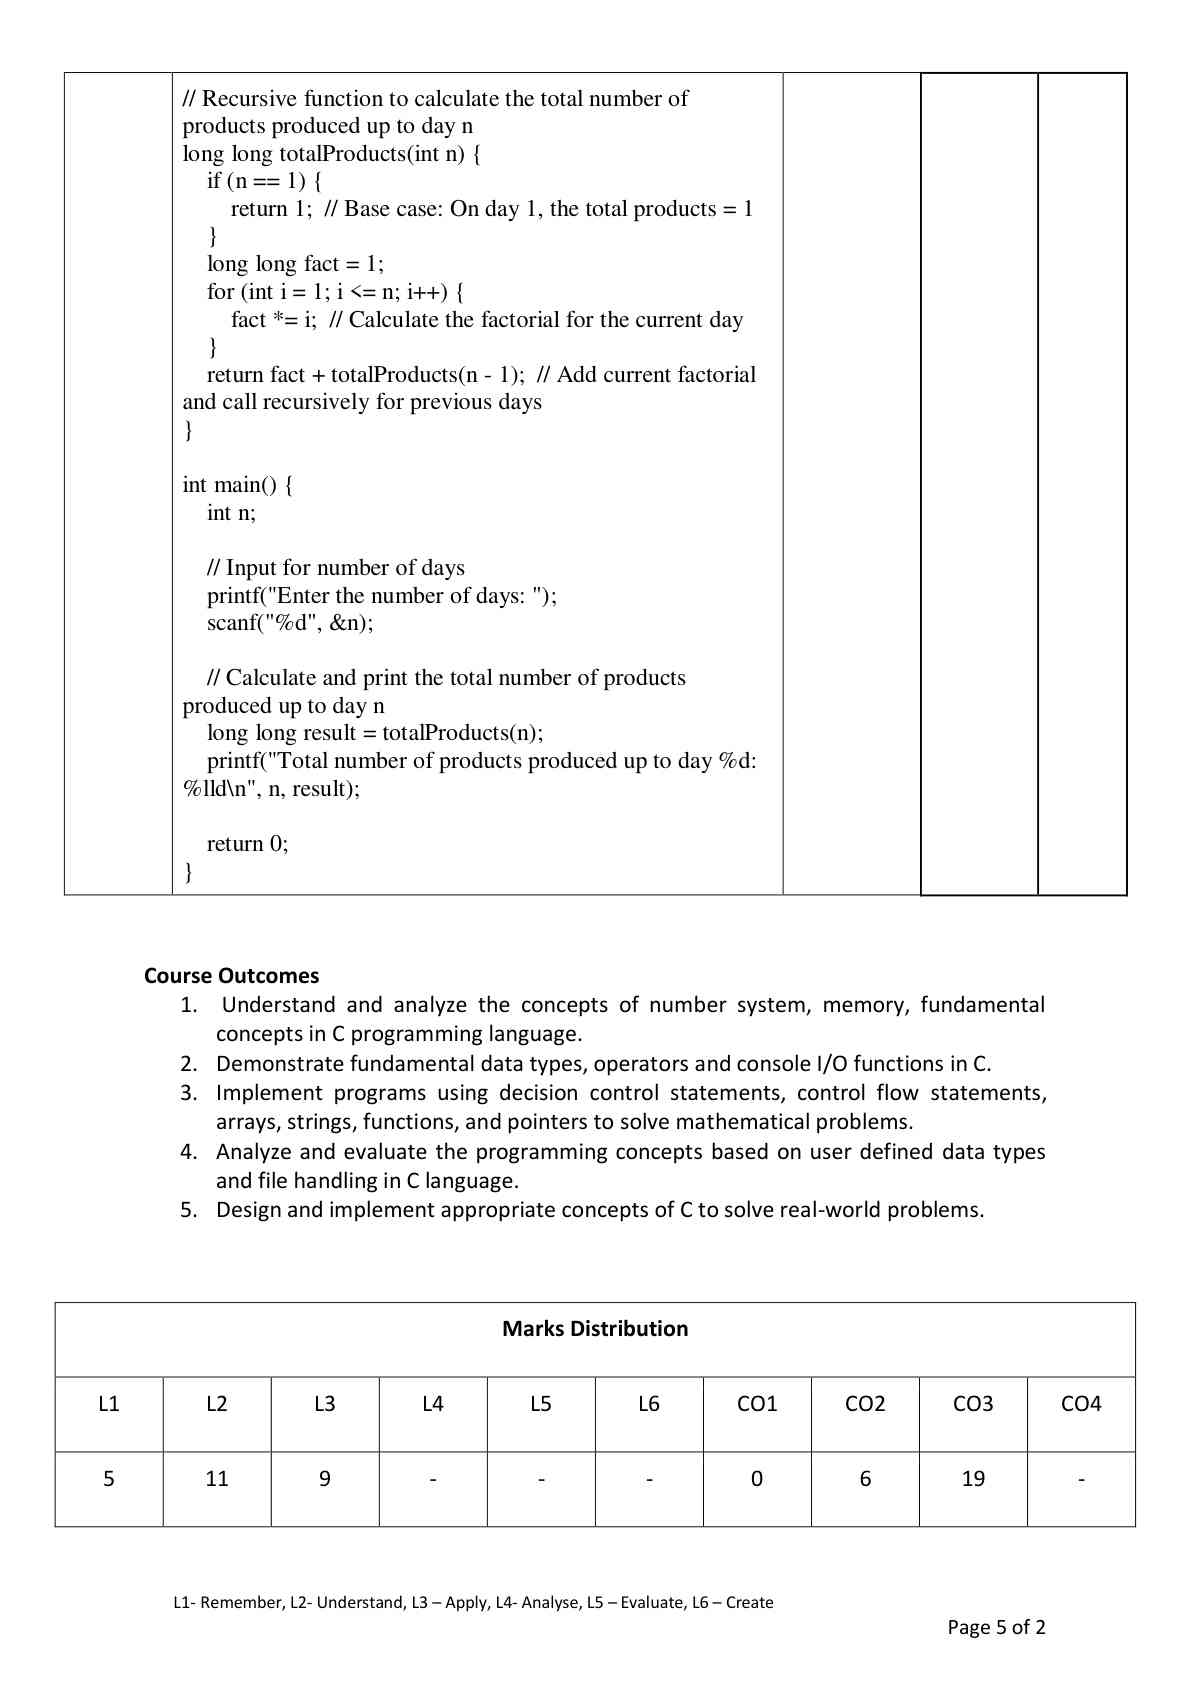 // Recursive function to calculate the total number of
products produced up to day n
long long totalProducts(int n) {
    if (n == 1) {
        return 1;  // Base case: On day 1, the total products = 1
    }
    long long fact = 1;
    for (int i = 1; i <= n; i++) {
        fact *= i;  // Calculate the factorial for the current day
    }
    return fact + totalProducts(n - 1);  // Add current factorial
and call recursively for previous days
}

int main() {
    int n;

    // Input for number of days
    printf("Enter the number of days: ");
    scanf("%d", &n);

    // Calculate and print the total number of products
produced up to day n
    long long result = totalProducts(n);
    printf("Total number of products produced up to day %d:
%lld\n", n, result);

    return 0;
}

Course Outcomes
1. Understand and analyze the concepts of number system, memory, fundamental
concepts in C programming language.
2. Demonstrate fundamental data types, operators and console I/O functions in C.
3. Implement programs using decision control statements, control flow statements,
arrays, strings, functions, and pointers to solve mathematical problems.
4. Analyze and evaluate the programming concepts based on user defined data types
and file handling in C language.
5. Design and implement appropriate concepts of C to solve real-world problems.

Marks Distribution
L1 L2 L3 L4 L5 L6 CO1 CO2 CO3 CO4
5 11 9 - - - 0 6 19 -

L1- Remember, L2- Understand, L3 – Apply, L4- Analyse, L5 – Evaluate, L6 – Create
Page 5 of 2